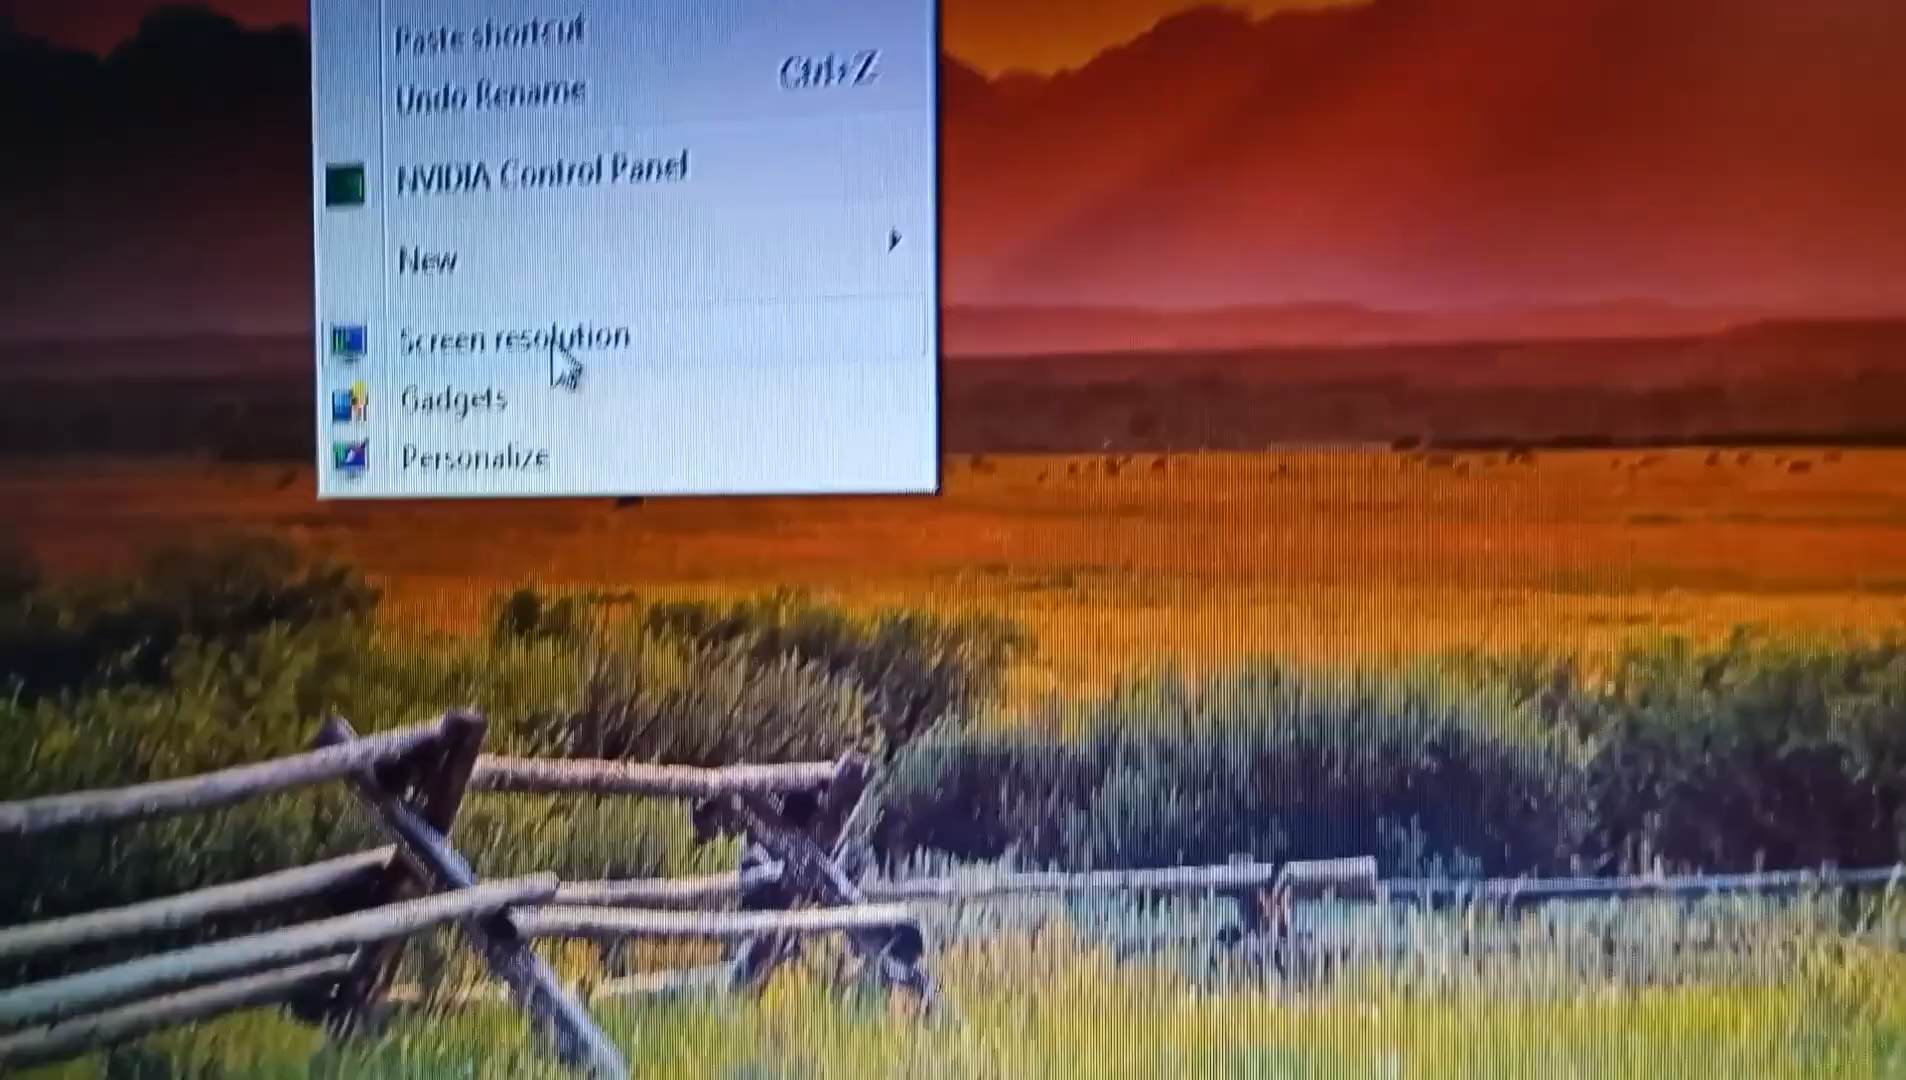 Paste shortcut
Undo Rename Ctrl+Z
NVIDIA Control Panel
New
Screen resolution
Gadgets
Personalize